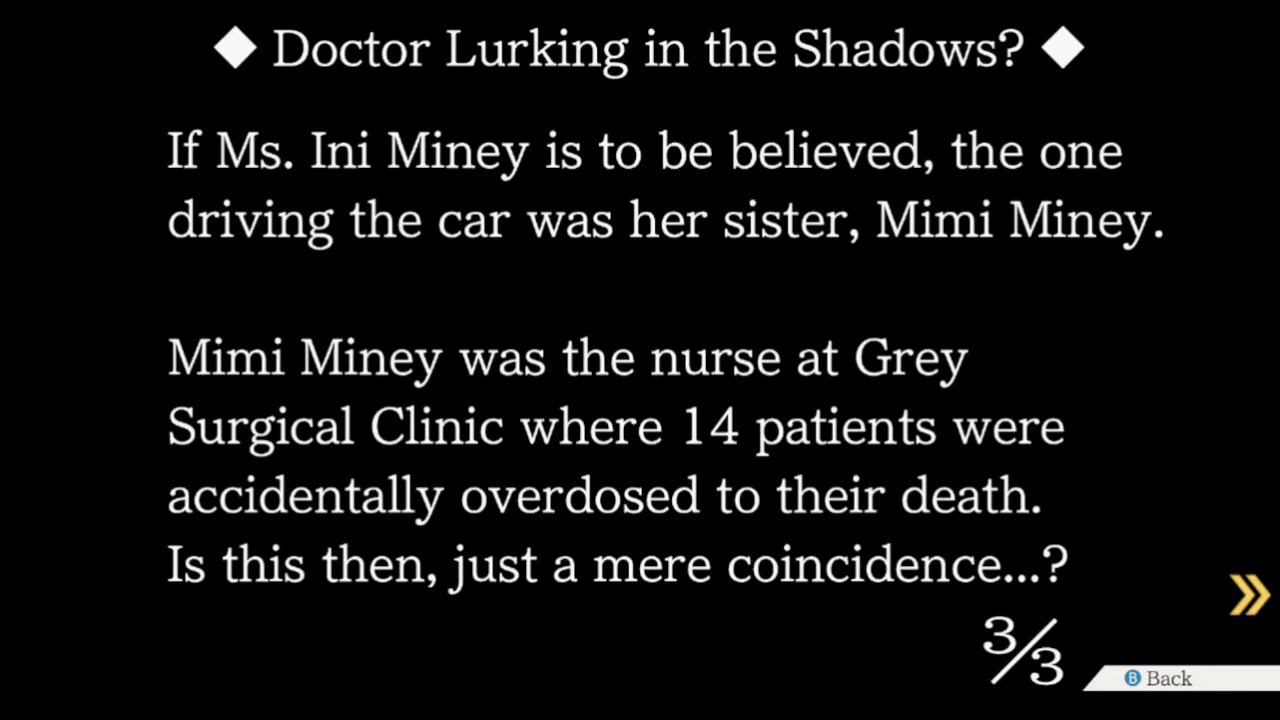 ◆ Doctor Lurking in the Shadows? ◆
If Ms. Ini Miney is to be believed, the one
driving the car was her sister, Mimi Miney.
Mimi Miney was the nurse at Grey
Surgical Clinic where 14 patients were
accidentally overdosed to their death.
Is this then, just a mere coincidence...?
3/3
B Back